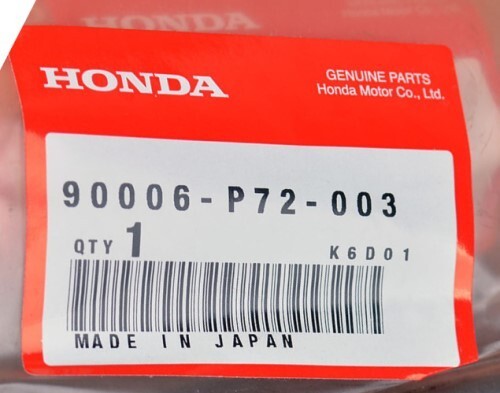 HONDA
GENUINE PARTS
Honda Motor Co., Ltd.
90006-P72-003
QTY 1
K6D01
MADE IN JAPAN